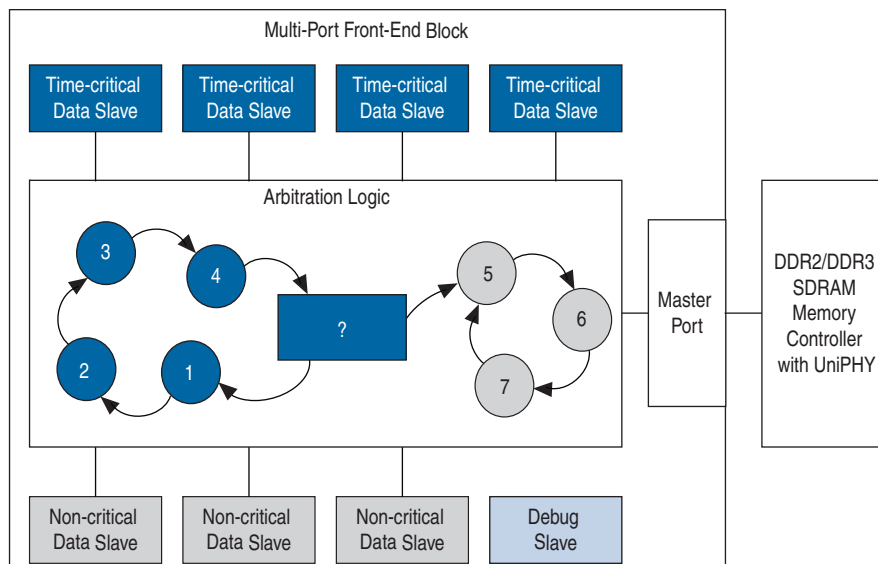 Multi-Port Front-End Block
Time-critical
Data Slave
Time-critical
Data Slave
Time-critical
Data Slave
Time-critical
Data Slave
Arbitration Logic
3
4
?
2
1
5
6
7
Master
Port
DDR2/DDR3
SDRAM
Memory
Controller
with UniPHY
Non-critical
Data Slave
Non-critical
Data Slave
Non-critical
Data Slave
Debug
Slave